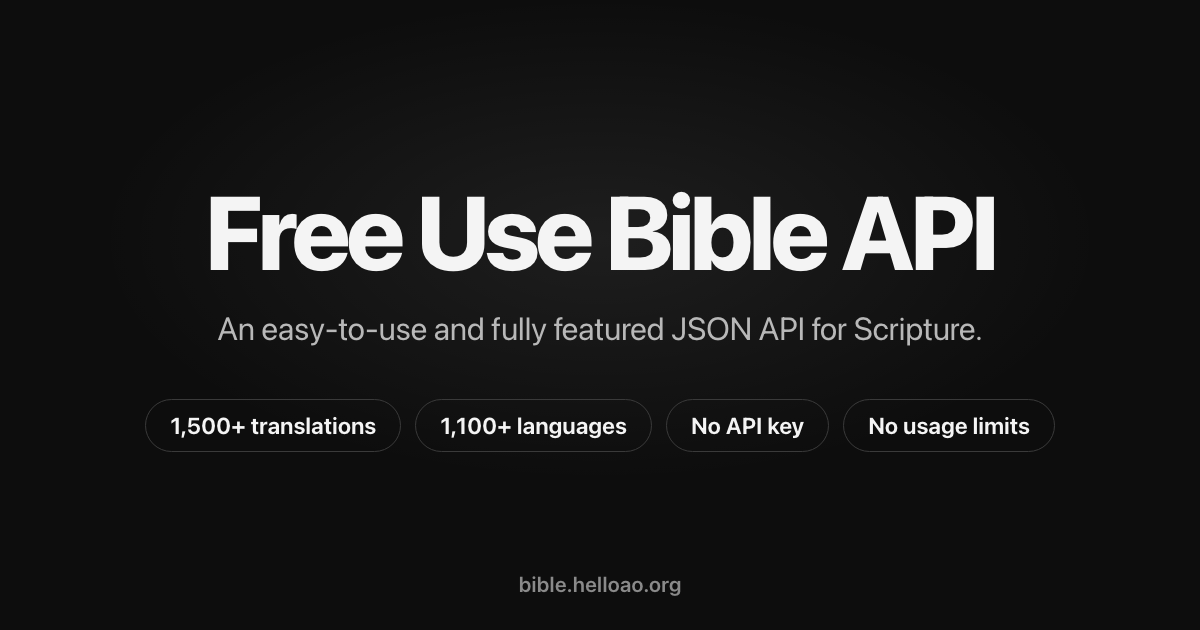 Free Use Bible API
An easy-to-use and fully featured JSON API for Scripture.
1,500+ translations
1,100+ languages
No API key
No usage limits
bible.helloao.org